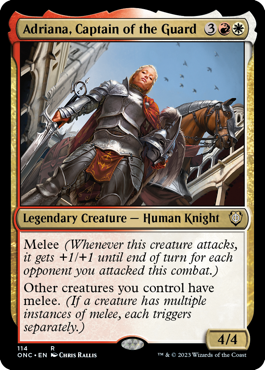 Adriana, Captain of the Guard 3
Legendary Creature — Human Knight
Melee (Whenever this creature attacks,
it gets +1/+1 until end of turn for each
opponent you attacked this combat.)
Other creatures you control have
melee. (If a creature has multiple
instances of melee, each triggers
separately.)
4/4
114 R
ONC • EN CHRIS RALLIS
™ & © 2023 Wizards of the Coast